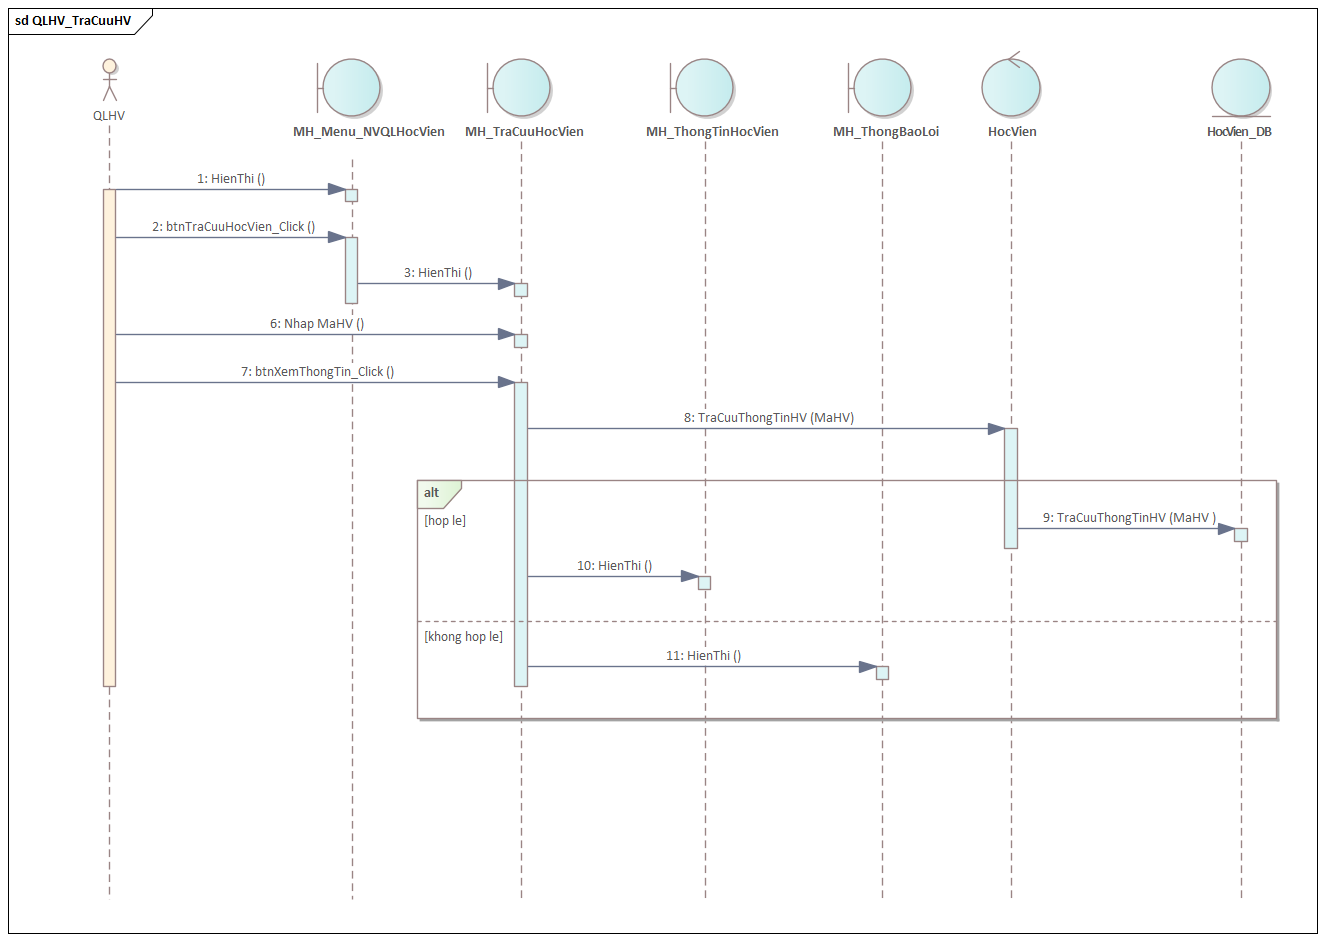 sd QLHV_TraCuuHV
QLHV
MH_Menu_NVQLHocVien
MH_TraCuuHocVien
MH_ThongTinHocVien
MH_ThongBaoLoi
HocVien
HocVien_DB
1: HienThi ()
2: btnTraCuuHocVien_Click ()
3: HienThi ()
6: Nhap MaHV ()
7: btnXemThongTin_Click ()
8: TraCuuThongTinHV (MaHV)
alt
[hop le]
9: TraCuuThongTinHV (MaHV )
10: HienThi ()
[khong hop le]
11: HienThi ()